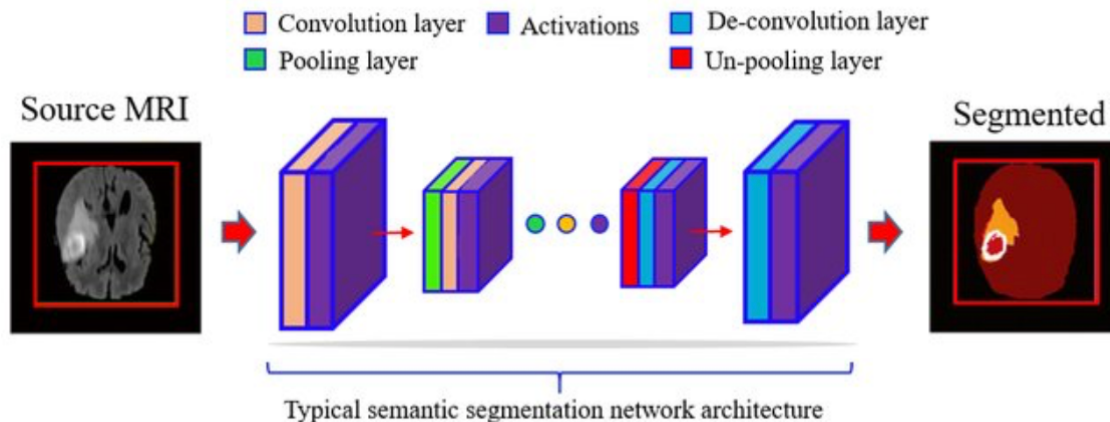 Convolution layer Activations De-convolution layer
Pooling layer Un-pooling layer
Source MRI
Segmented
Typical semantic segmentation network architecture